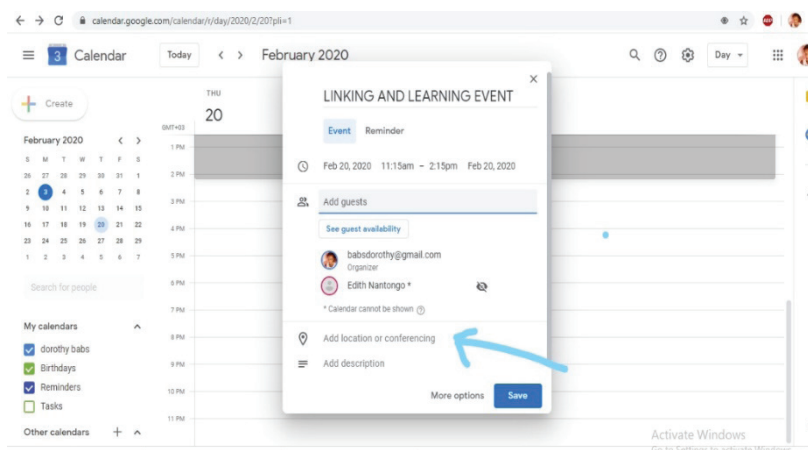 calendar.google.com/calendar/r/day/2020/2/20?pli=1
3 Calendar Today February 2020 Day
Create
THU
20
GMT+03
February 2020
S M T W T F S
26 27 28 29 30 31 1
2 3 4 5 6 7 8
9 10 11 12 13 14 15
16 17 18 19 20 21 22
23 24 25 26 27 28 29
1 2 3 4 5 6 7
Search for people
My calendars
dorothy babs
Birthdays
Reminders
Tasks
Other calendars
1 PM
2 PM
3 PM
4 PM
5 PM
6 PM
7 PM
8 PM
9 PM
10 PM
11 PM
LINKING AND LEARNING EVENT
Event Reminder
Feb 20, 2020 11:15am – 2:15pm Feb 20, 2020
Add guests
See guest availability
babsdorothy@gmail.com
Organizer
Edith Nantongo *
* Calendar cannot be shown
Add location or conferencing
Add description
More options Save
Activate Windows
Go to Settings to activate Windows